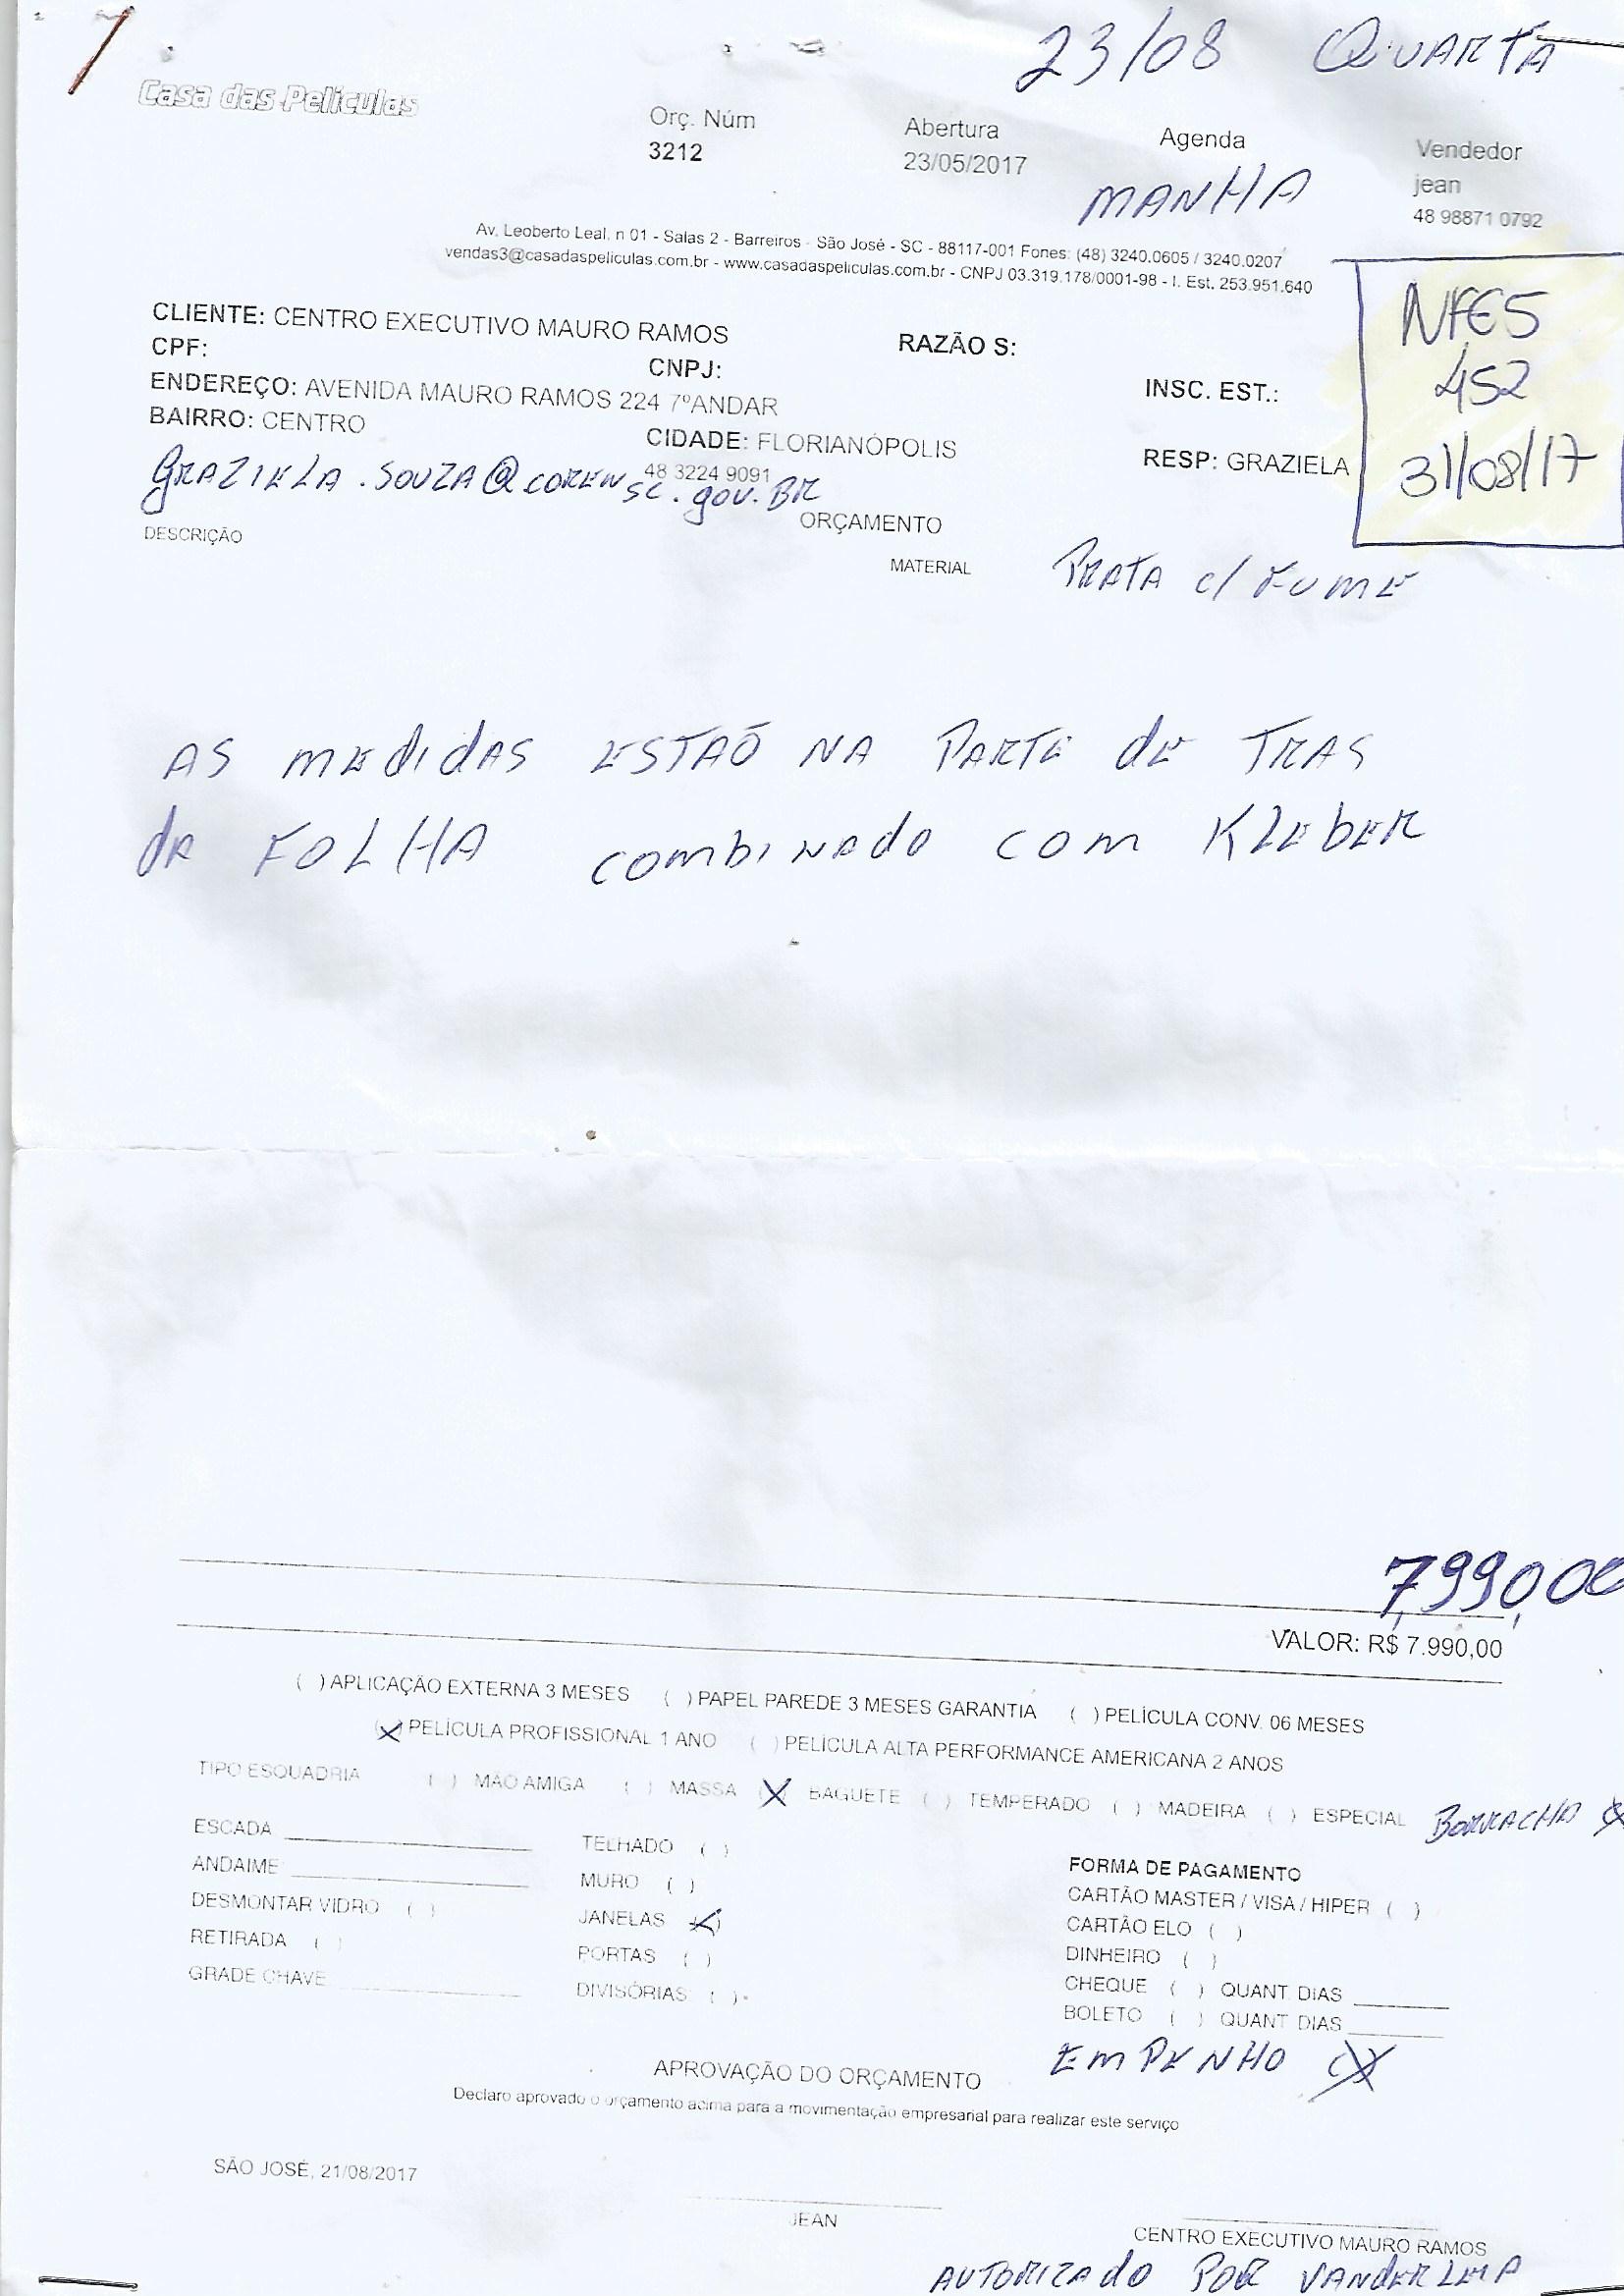 23/08 QUARTA
Casa das Películas
Orç. Núm
3212
Abertura
23/05/2017
Agenda
MANHA
Vendedor
jean
48 98871 0792
Av. Leoberto Leal, n 01 - Salas 2 - Barreiros - São José - SC - 88117-001 Fones: (48) 3240.0605 / 3240.0207
vendas3@casadaspeliculas.com.br - www.casadaspeliculas.com.br - CNPJ 03.319.178/0001-98 - I. Est. 253.951.640
NFES
452
31/08/17
CLIENTE: CENTRO EXECUTIVO MAURO RAMOS
RAZÃO S:
CPF:
CNPJ:
INSC. EST.:
ENDEREÇO: AVENIDA MAURO RAMOS 224 7ºANDAR
BAIRRO: CENTRO
CIDADE: FLORIANÓPOLIS
RESP: GRAZIELA
48 3224 9091
GRAZIELA.SOUZA@CORENSC.gov.BR
ORÇAMENTO
DESCRIÇÃO
MATERIAL
PRATA c/ FUME
AS MEdIdAS ESTAÕ NA PARTE dE TRAS
dA FOLHA combinado com KLEbER
7,990,00
VALOR: R$ 7.990,00
( ) APLICAÇÃO EXTERNA 3 MESES ( ) PAPEL PAREDE 3 MESES GARANTIA ( ) PELÍCULA CONV. 06 MESES
(X) PELÍCULA PROFISSIONAL 1 ANO ( ) PELÍCULA ALTA PERFORMANCE AMERICANA 2 ANOS
TIPO ESQUADRIA ( ) MÃO AMIGA ( ) MASSA (X) BAGUETE ( ) TEMPERADO ( ) MADEIRA ( ) ESPECIAL BORRACHA X
ESCADA
TELHADO ( )
ANDAIME
MURO ( )
FORMA DE PAGAMENTO
DESMONTAR VIDRO ( )
JANELAS (X)
CARTÃO MASTER / VISA / HIPER ( )
CARTÃO ELO ( )
RETIRADA ( )
PORTAS ( )
DINHEIRO ( )
GRADE CHAVE
DIVISÓRIAS ( )
CHEQUE ( ) QUANT DIAS
BOLETO ( ) QUANT DIAS
EMPENHO (X)
APROVAÇÃO DO ORÇAMENTO
Declaro aprovado o orçamento acima para a movimentação empresarial para realizar este serviço
SÃO JOSÉ, 21/08/2017
JEAN
CENTRO EXECUTIVO MAURO RAMOS
AUTORIZAdO POR VANDERLEIA